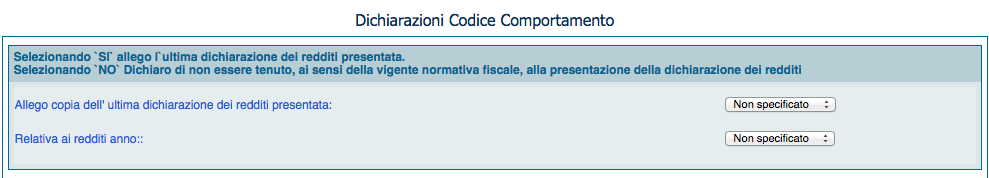 Dichiarazioni Codice Comportamento
Selezionando `SI` allego l`ultima dichiarazione dei redditi presentata.
Selezionando `NO` Dichiaro di non essere tenuto, ai sensi della vigente normativa fiscale, alla presentazione della dichiarazione dei redditi
Allego copia dell' ultima dichiarazione dei redditi presentata: Non specificato
Relativa ai redditi anno:: Non specificato